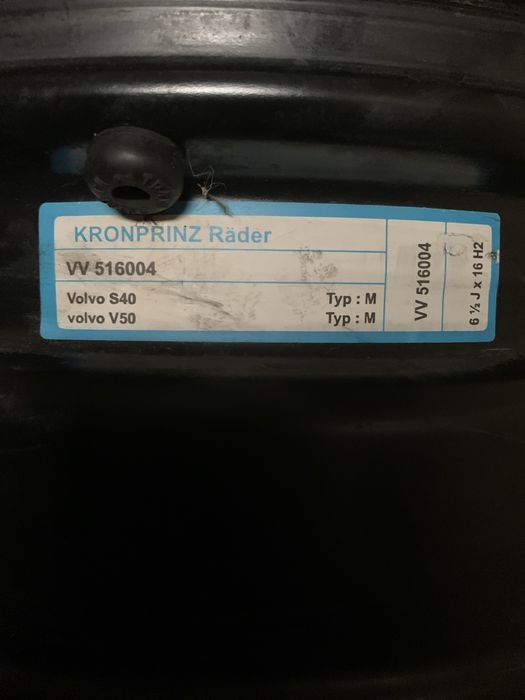 KRONPRINZ Räder
VV 516004
Volvo S40 Typ : M
volvo V50 Typ : M
VV 516004
6 ½ J x 16 H2